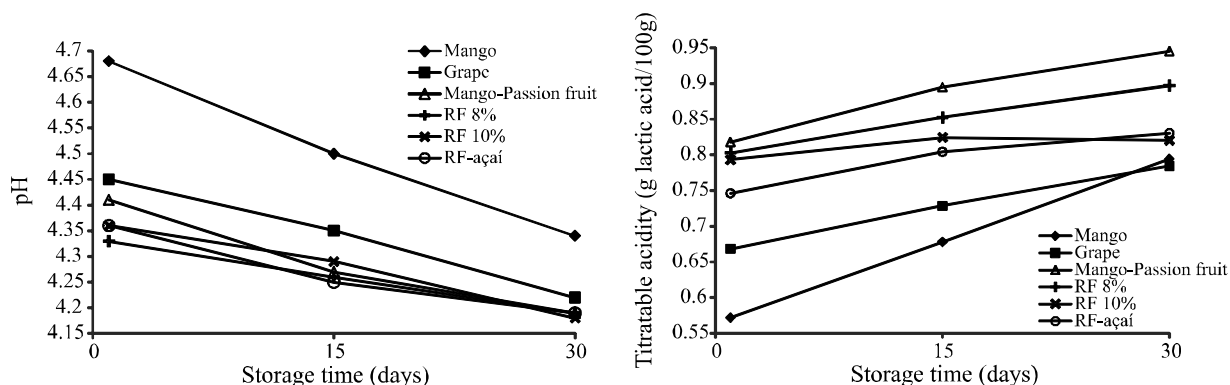 4.7
4.65
4.6
4.55
4.5
4.45
4.4
4.35
4.3
4.25
4.2
4.15
pH
0
15
30
Storage time (days)
Mango
Grape
Mango-Passion fruit
RF 8%
RF 10%
RF-açaí
0.95
0.9
0.85
0.8
0.75
0.7
0.65
0.6
0.55
Titratable acidity (g lactic acid/100g)
0
15
30
Storage time (days)
Mango
Grape
Mango-Passion fruit
RF 8%
RF 10%
RF-açaí